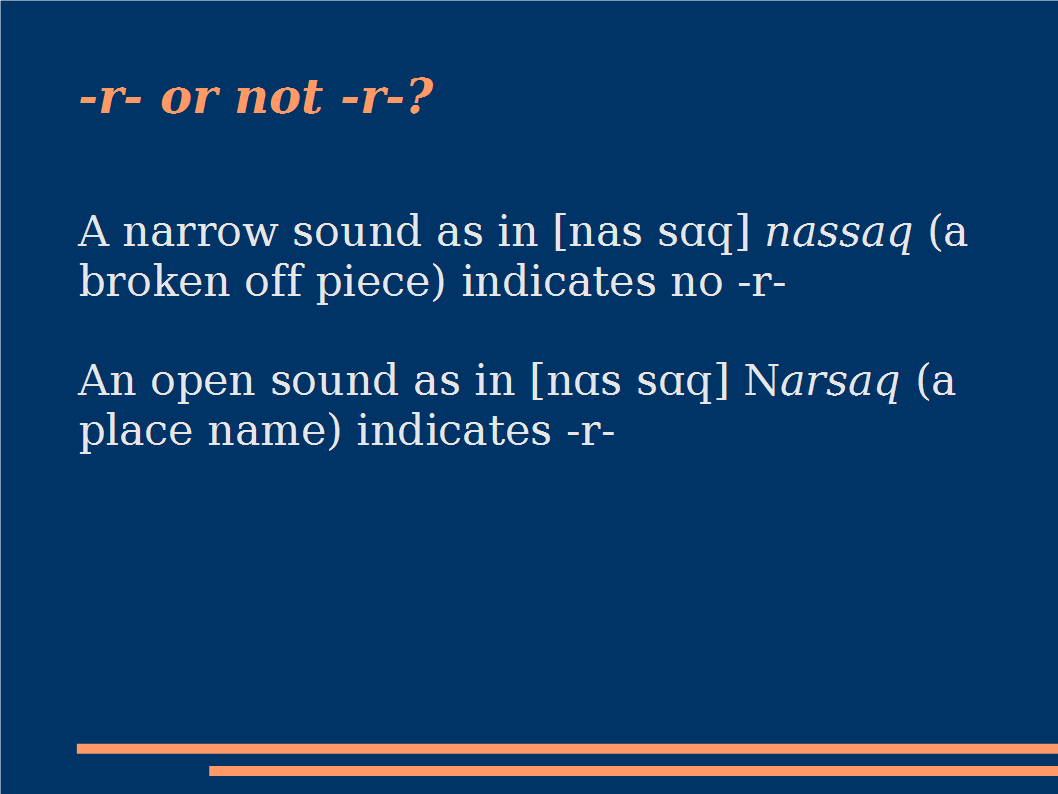 -r- or not -r-?
A narrow sound as in [nas sɑq] nassaq (a
broken off piece) indicates no -r-
An open sound as in [nɑs sɑq] Narsaq (a
place name) indicates -r-